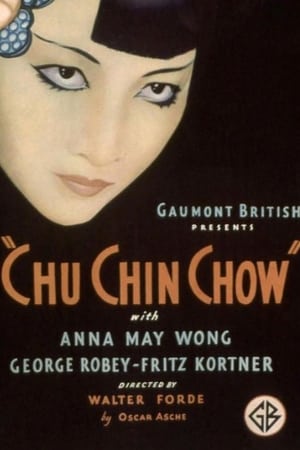 GAUMONT BRITISH
PRESENTS
"CHU CHIN CHOW"
with
ANNA MAY WONG
GEORGE ROBEY-FRITZ KORTNER
DIRECTED BY
WALTER FORDE
by OSCAR ASCHE
GB